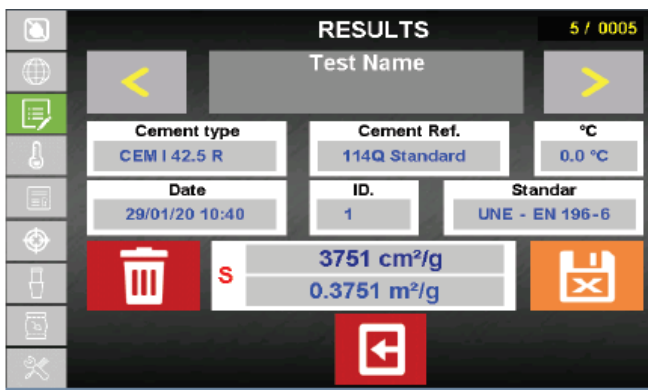 RESULTS
5 / 0005
<
Test Name
>
Cement type
Cement Ref.
°C
CEM I 42.5 R
114Q Standard
0.0 °C
Date
ID.
Standar
29/01/20 10:40
1
UNE - EN 196-6
S
3751 cm²/g
0.3751 m²/g